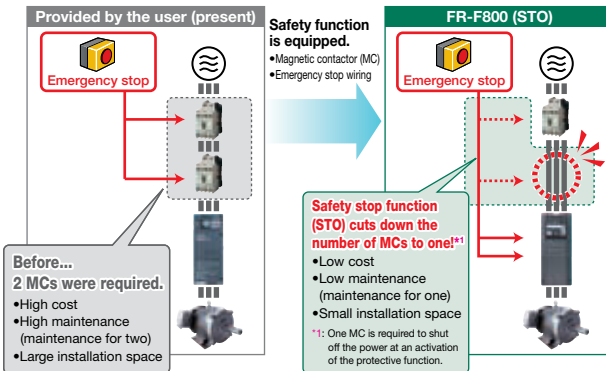 Provided by the user (present)
Emergency stop
Before...
2 MCs were required.
•High cost
•High maintenance
(maintenance for two)
•Large installation space
Safety function
is equipped.
•Magnetic contactor (MC)
•Emergency stop wiring
FR-F800 (STO)
Emergency stop
Safety stop function
(STO) cuts down the
number of MCs to one!*1
•Low cost
•Low maintenance
(maintenance for one)
•Small installation space
*1: One MC is required to shut
off the power at an activation
of the protective function.